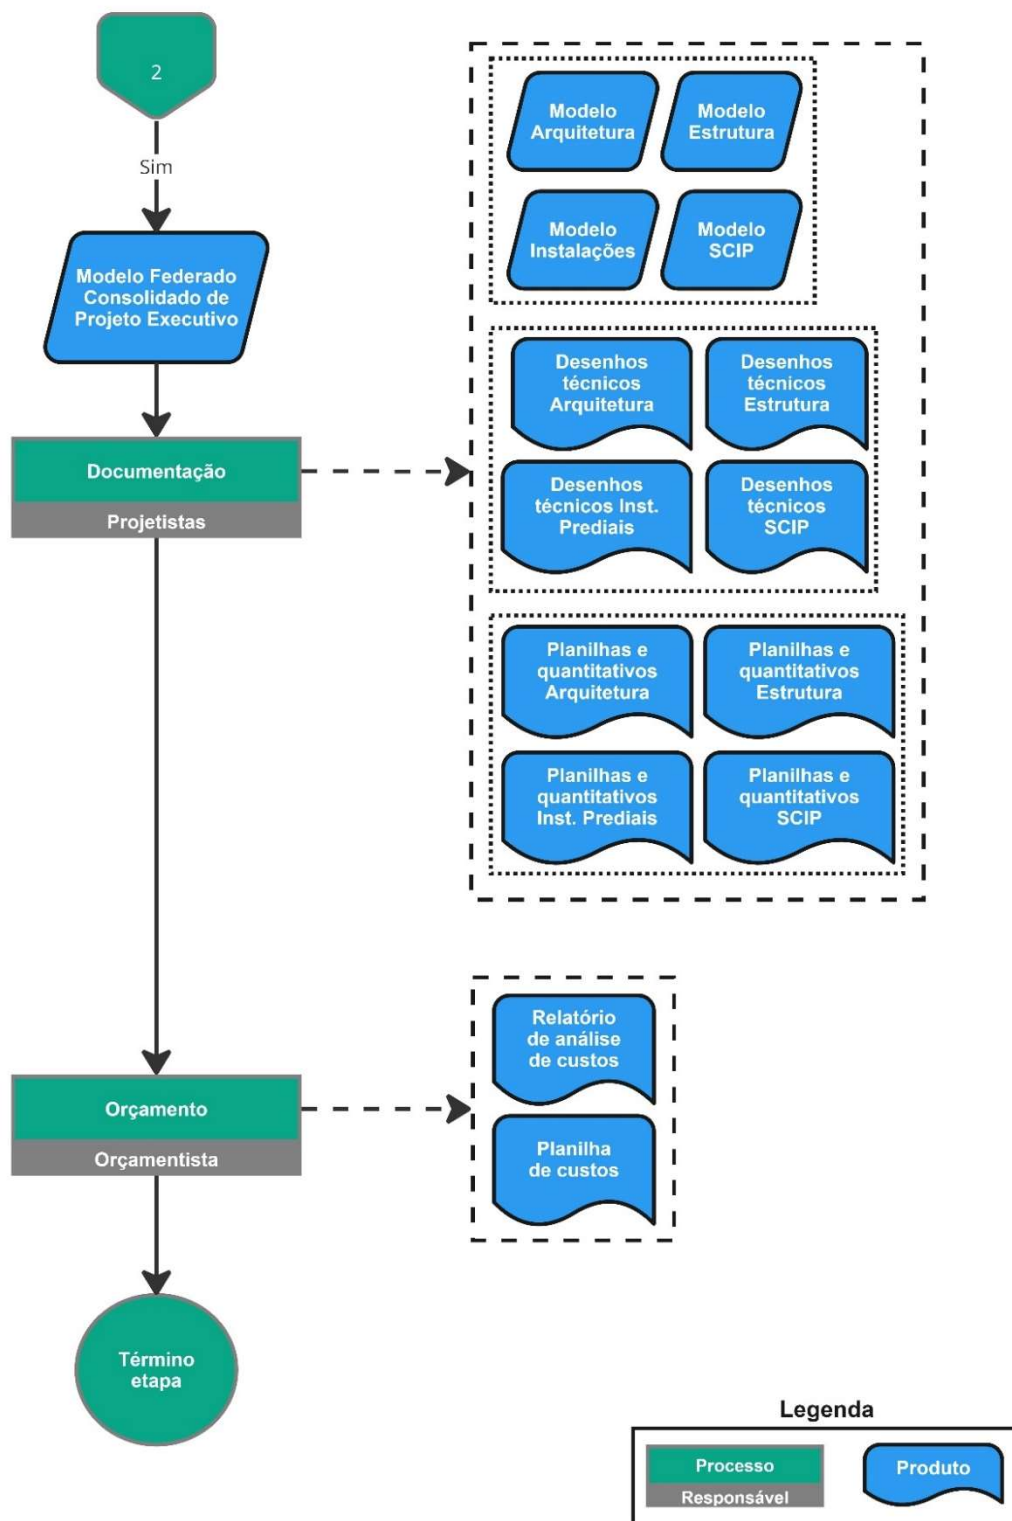 2
Sim
Modelo Federado
Consolidado de
Projeto Executivo
Documentação
Projetistas
Modelo
Arquitetura
Modelo
Estrutura
Modelo
Instalações
Modelo
SCIP
Desenhos
técnicos
Arquitetura
Desenhos
técnicos
Estrutura
Desenhos
técnicos Inst.
Prediais
Desenhos
técnicos
SCIP
Planilhas e
quantitativos
Arquitetura
Planilhas e
quantitativos
Estrutura
Planilhas e
quantitativos
Inst. Prediais
Planilhas e
quantitativos
SCIP
Orçamento
Orçamentista
Relatório
de análise
de custos
Planilha
de custos
Término
etapa
Legenda
Processo
Responsável
Produto